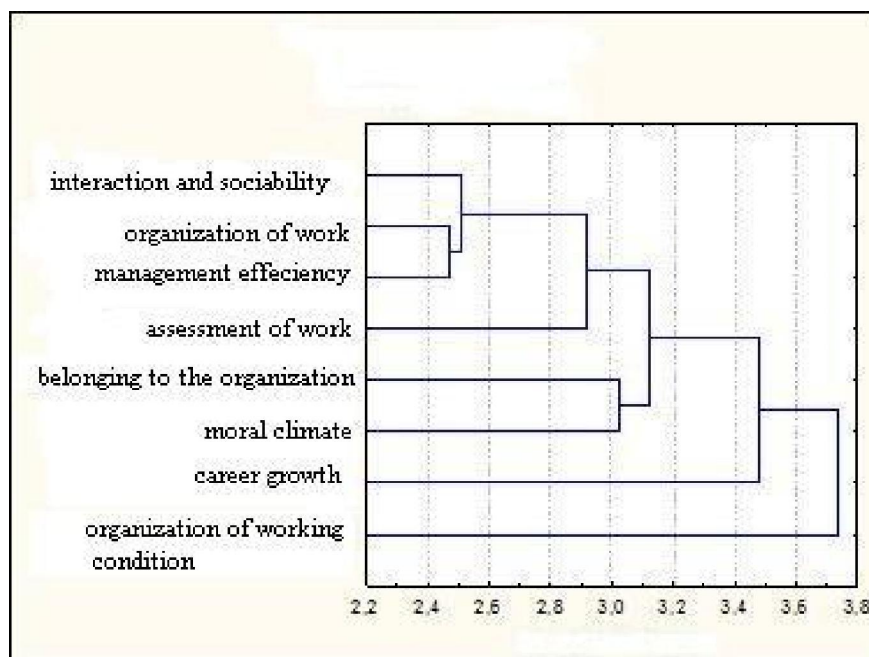 interaction and sociability
organization of work
management effeciency
assessment of work
belonging to the organization
moral climate
career growth
organization of working
condition
2,2 2,4 2,6 2,8 3,0 3,2 3,4 3,6 3,8